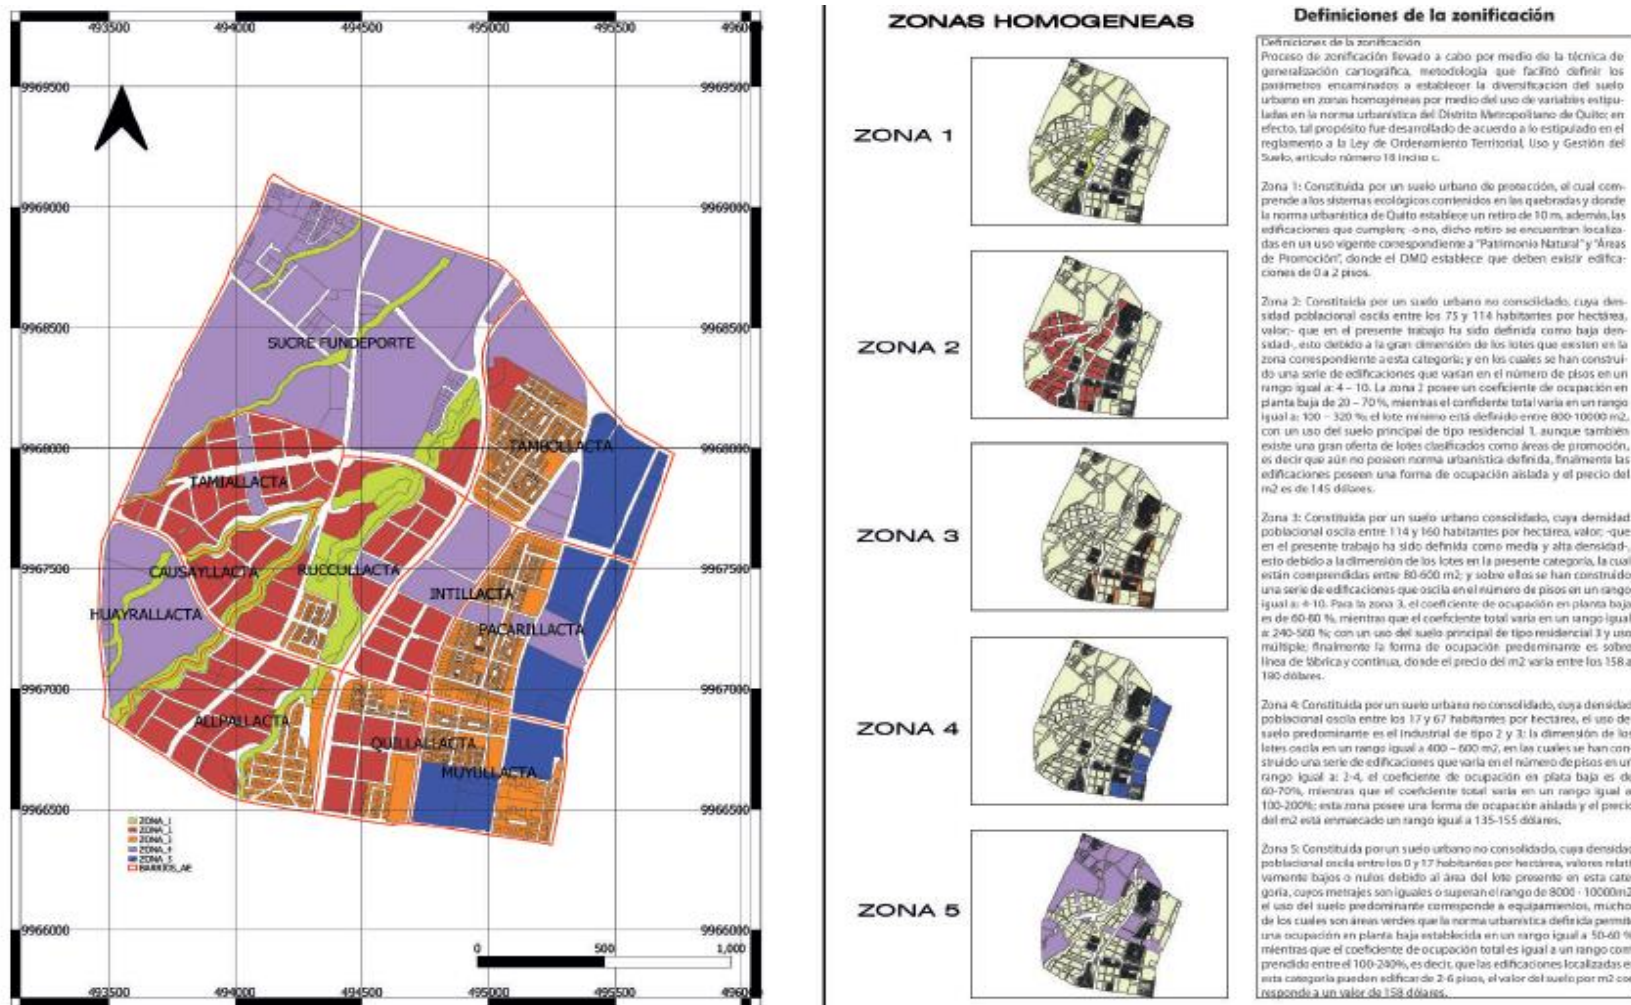 493500 494000 494500 495000 495500 4960
9969500 9969500
9969000 9969000
9968500 9968500
9968000 9968000
9967500 9967500
9967000 9967000
9966500 9966500
9966000 9966000
493500 494000 494500 495000 495500 4960
SUCRE FUNDEPORTE
TAMBOLLACTA
TAMIALLACTA
CAUSAYLLACTA
RUCCULLACTA
INTILLACTA
HUAYRALLACTA
PACARILLACTA
ALLPALLACTA
QUILLALLACTA
MUYULLACTA
ZONA_1
ZONA_2
ZONA_3
ZONA_4
ZONA_5
BARRIOS_AE
0 500 1,000
ZONAS HOMOGENEAS
ZONA 1
ZONA 2
ZONA 3
ZONA 4
ZONA 5
Definiciones de la zonificación
Definiciones de la zonificación
Proceso de zonificación llevado a cabo por medio de la técnica de
generalización cartográfica, metodología que facilitó definir los
parámetros encaminados a establecer la diversificación del suelo
urbano en zonas homogéneas por medio del uso de variables estipu-
ladas en la norma urbanística del Distrito Metropolitano de Quito; en
efecto, tal propósito fue desarrollado de acuerdo a lo estipulado en el
reglamento a la Ley de Ordenamiento Territorial, Uso y Gestión del
Suelo, artículo número 18 inciso c.
Zona 1: Constituida por un suelo urbano de protección, el cual com-
prende a los sistemas ecológicos contenidos en las quebradas y donde
la norma urbanística de Quito establece un retiro de 10 m, además, las
edificaciones que cumplen; -o no, dicho retiro se encuentran localiza-
das en un uso vigente correspondiente a "Patrimonio Natural" y "Áreas
de Promoción", donde el DMQ establece que deben existir edifica-
ciones de 0 a 2 pisos.
Zona 2: Constituida por un suelo urbano no consolidado, cuya den-
sidad poblacional oscila entre los 75 y 114 habitantes por hectárea,
valor;- que en el presente trabajo ha sido definida como baja den-
sidad-, esto debido a la gran dimensión de los lotes que existen en la
zona correspondiente a esta categoría; y en los cuales se han construi-
do una serie de edificaciones que varían en el número de pisos en un
rango igual a: 4 – 10. La zona 2 posee un coeficiente de ocupación en
planta baja de 20 – 70 %, mientras el confidente total varia en un rango
igual a: 100 – 320 %; el lote mínimo está definido entre 800-10000 m2,
con un uso del suelo principal de tipo residencial 1, aunque también
existe una gran oferta de lotes clasificados como áreas de promoción,
es decir que aún no poseen norma urbanística definida, finalmente las
edificaciones poseen una forma de ocupación aislada y el precio del
m2 es de 145 dólares.
Zona 3: Constituida por un suelo urbano consolidado, cuya densidad
poblacional oscila entre 114 y 160 habitantes por hectárea, valor; -que
en el presente trabajo ha sido definida como media y alta densidad-,
esto debido a la dimensión de los lotes en la presente categoría, la cual
están comprendidas entre 80-600 m2; y sobre ellos se han construido
una serie de edificaciones que oscila en el número de pisos en un rango
igual a: 4-10. Para la zona 3, el coeficiente de ocupación en planta baja
es de 60-80 %, mientras que el coeficiente total varía en un rango igual
a: 240-560 %; con un uso del suelo principal de tipo residencial 3 y uso
múltiple; finalmente la forma de ocupación predominante es sobre
línea de fábrica y continua, donde el precio del m2 varía entre los 158 a
180 dólares.
Zona 4: Constituida por un suelo urbano no consolidado, cuya densidad
poblacional oscila entre los 17 y 67 habitantes por hectárea, el uso de
suelo predominante es el Industrial de tipo 2 y 3; la dimensión de los
lotes oscila en un rango igual a 400 – 600 m2, en las cuales se han con-
struido una serie de edificaciones que varía en el número de pisos en un
rango igual a: 2-4, el coeficiente de ocupación en plata baja es de
60-70%, mientras que el coeficiente total varía en un rango igual a
100-200%; esta zona posee una forma de ocupación aislada y el precio
del m2 está enmarcado un rango igual a 135-155 dólares.
Zona 5: Constituida por un suelo urbano no consolidado, cuya densidad
poblacional oscila entre los 0 y 17 habitantes por hectárea, valores relati
vamente bajos o nulos debido al área del lote presente en esta cate
goría, cuyos metrajes son iguales o superan el rango de 8000 - 10000m2
el uso del suelo predominante corresponde a equipamientos, mucho
de los cuales son áreas verdes que la norma urbanística definida permite
una ocupación en planta baja establecida en un rango igual a 50-60 %
mientras que el coeficiente de ocupación total es igual a un rango com
prendido entre el 100-240%, es decir, que las edificaciones localizadas e
esta categoría pueden edificar de 2-6 pisos, el valor del suelo por m2 cor
responde a un valor de 158 dólares.